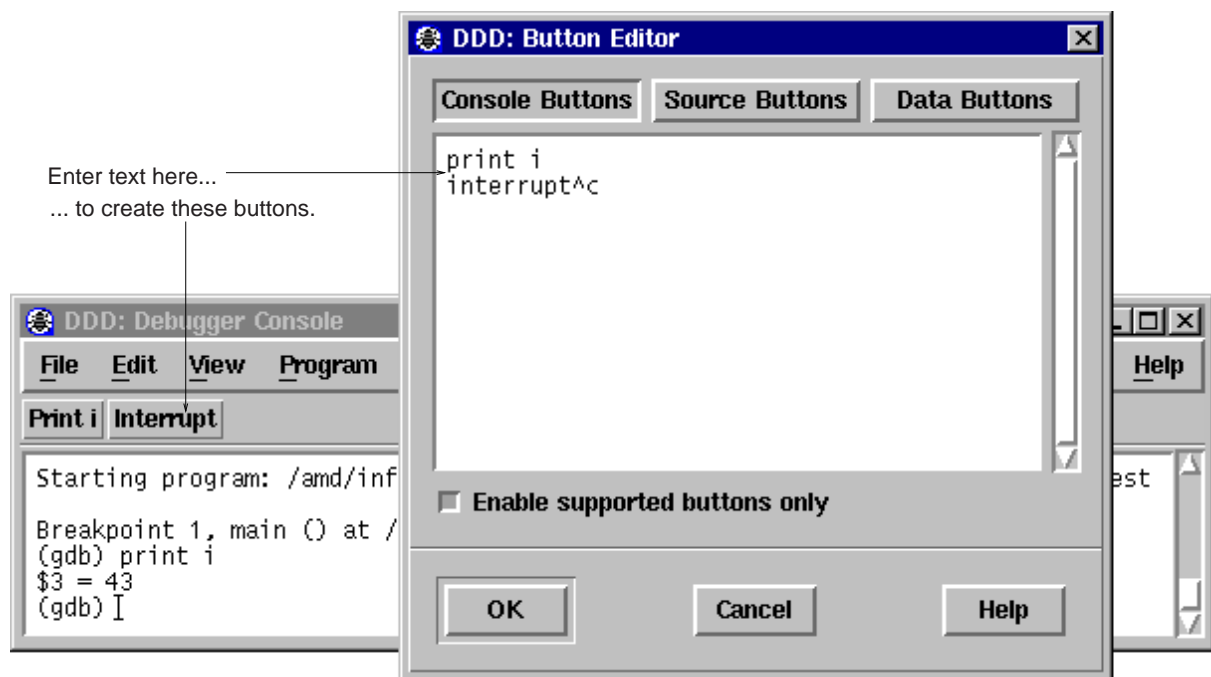 DDD: Button Editor
Console Buttons Source Buttons Data Buttons
print i
interrupt^c
Enter text here...
... to create these buttons.
Enable supported buttons only
OK Cancel Help
DDD: Debugger Console
File Edit View Program Help
Print i Interrupt
Starting program: /amd/inf est
Breakpoint 1, main () at /
(gdb) print i
$3 = 43
(gdb)